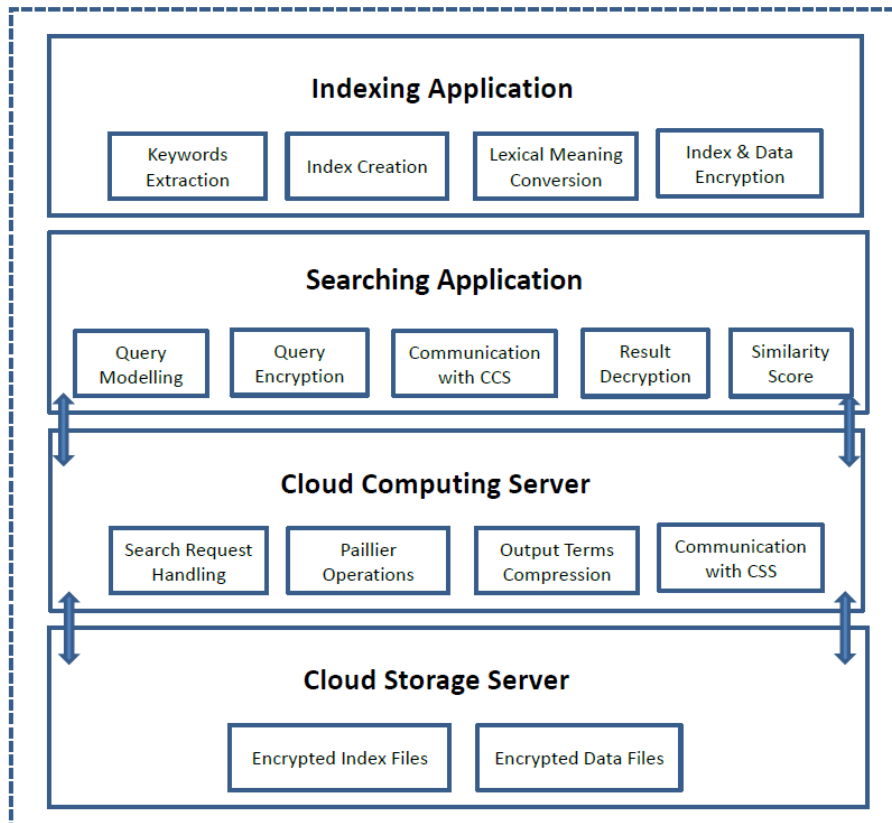 Indexing Application
Keywords
Extraction
Index Creation
Lexical Meaning
Conversion
Index & Data
Encryption
Searching Application
Query
Modelling
Query
Encryption
Communication
with CCS
Result
Decryption
Similarity
Score
Cloud Computing Server
Search Request
Handling
Paillier
Operations
Output Terms
Compression
Communication
with CSS
Cloud Storage Server
Encrypted Index Files
Encrypted Data Files